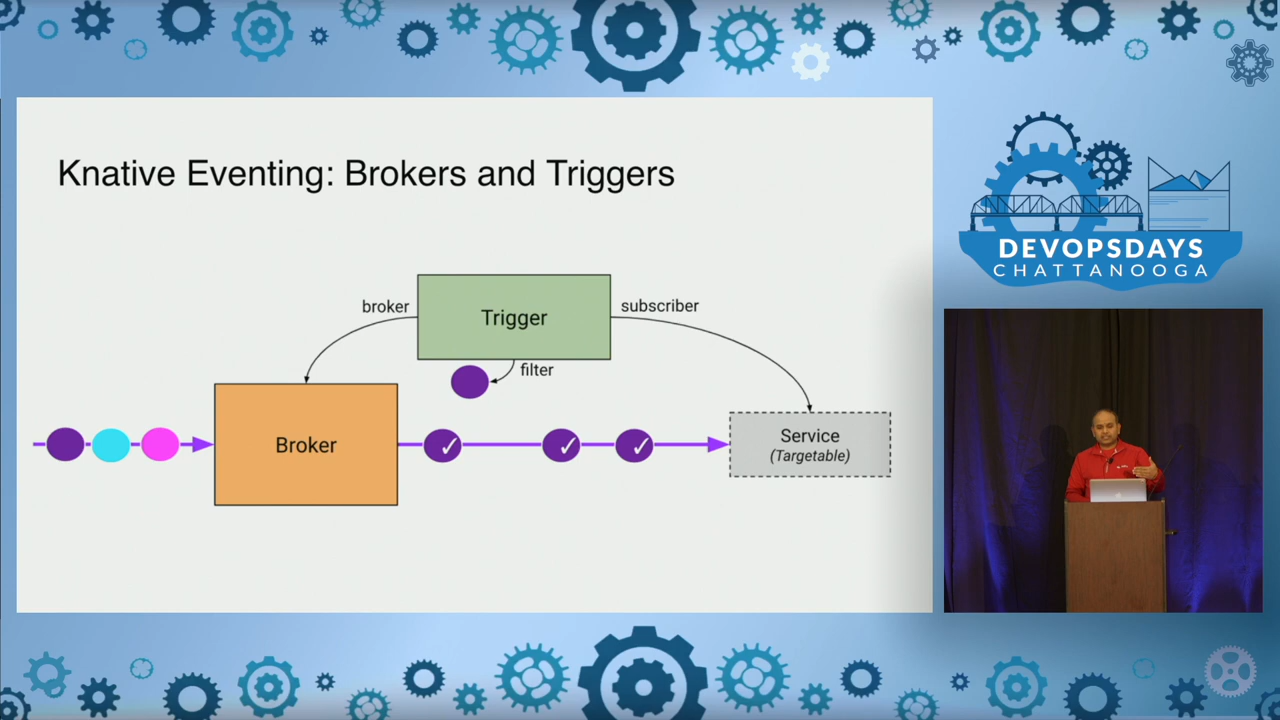 Knative Eventing: Brokers and Triggers
broker
Trigger
subscriber
filter
Broker
Service
(Targetable)
DEVOPSDAYS
CHATTANOOGA